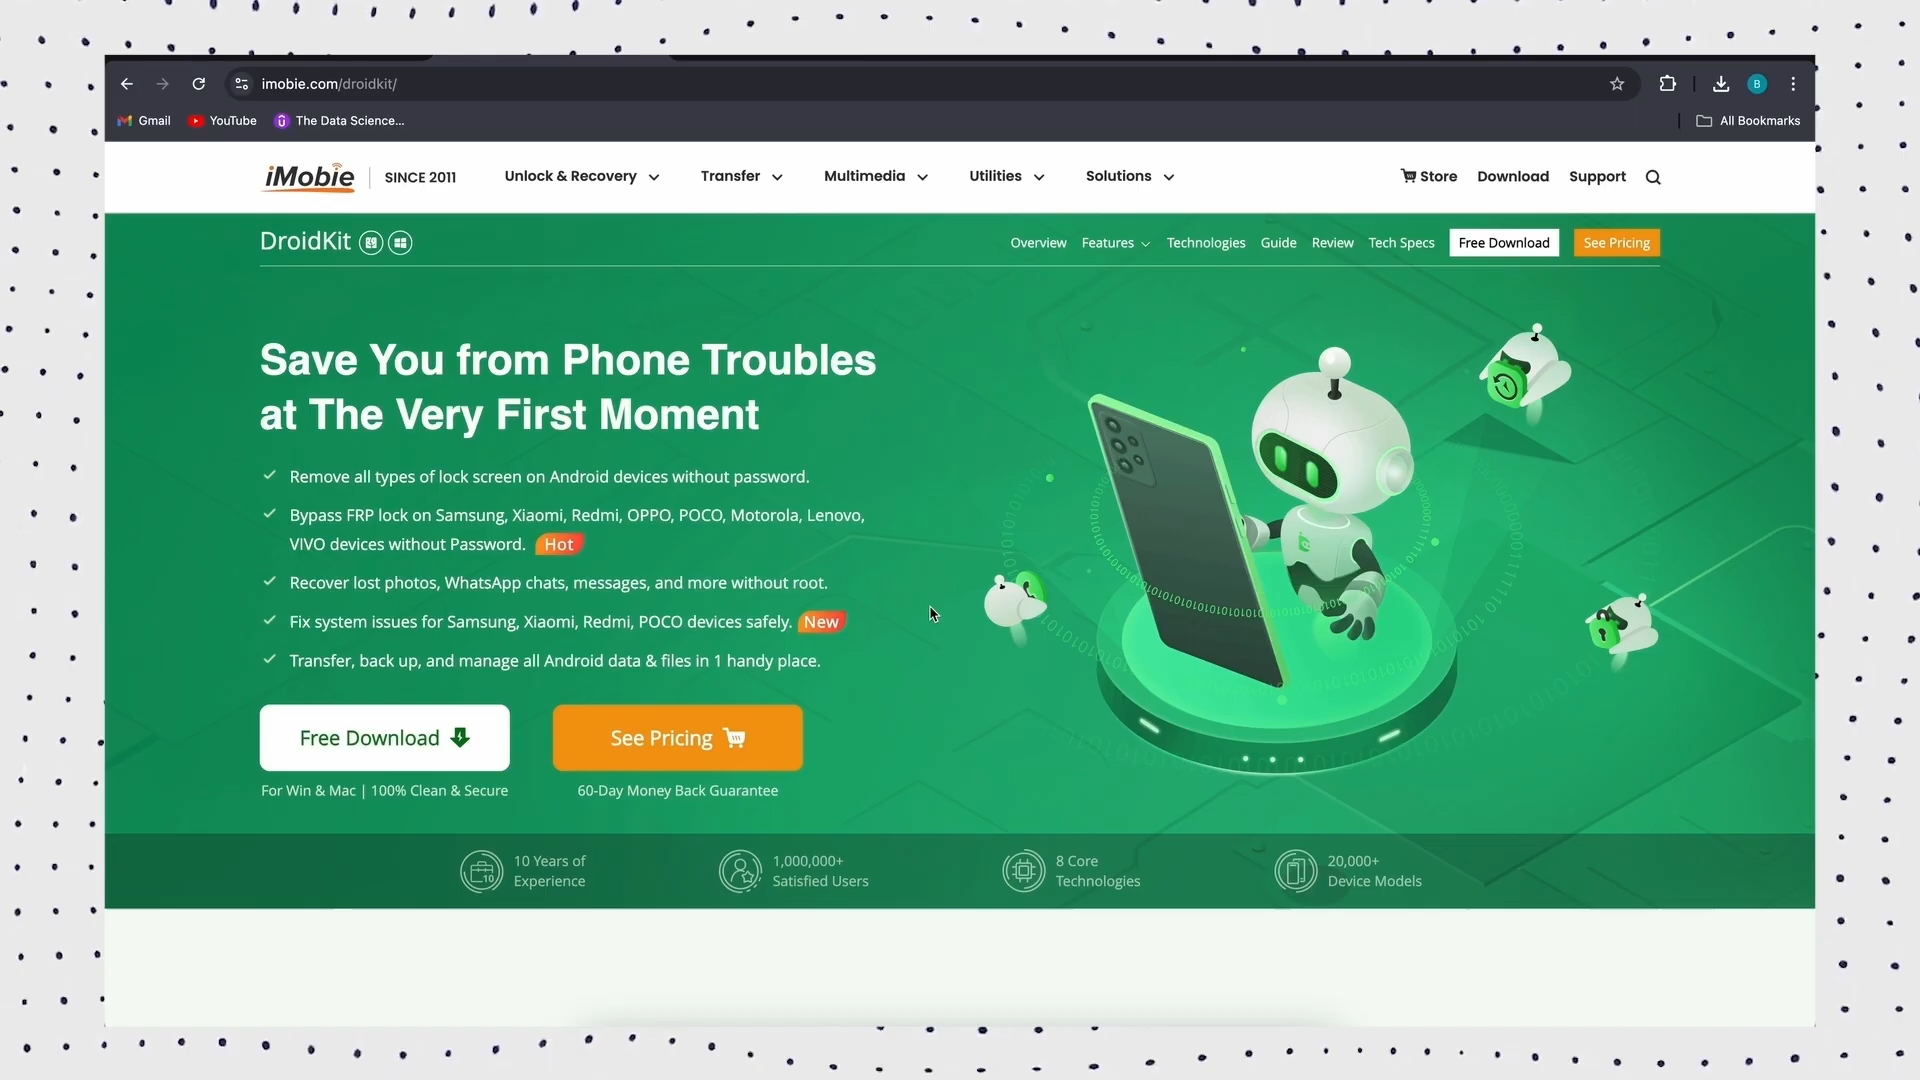 imobie.com/droidkit/
B
Gmail YouTube The Data Science... All Bookmarks
iMobie SINCE 2011 Unlock & Recovery Transfer Multimedia Utilities Solutions Store Download Support
DroidKit Overview Features Technologies Guide Review Tech Specs Free Download See Pricing
Save You from Phone Troubles
at The Very First Moment
Remove all types of lock screen on Android devices without password.
Bypass FRP lock on Samsung, Xiaomi, Redmi, OPPO, POCO, Motorola, Lenovo,
VIVO devices without Password. Hot
Recover lost photos, WhatsApp chats, messages, and more without root.
Fix system issues for Samsung, Xiaomi, Redmi, POCO devices safely. New
Transfer, back up, and manage all Android data & files in 1 handy place.
Free Download See Pricing
For Win & Mac | 100% Clean & Secure 60-Day Money Back Guarantee
10 Years of
Experience
1,000,000+
Satisfied Users
8 Core
Technologies
20,000+
Device Models